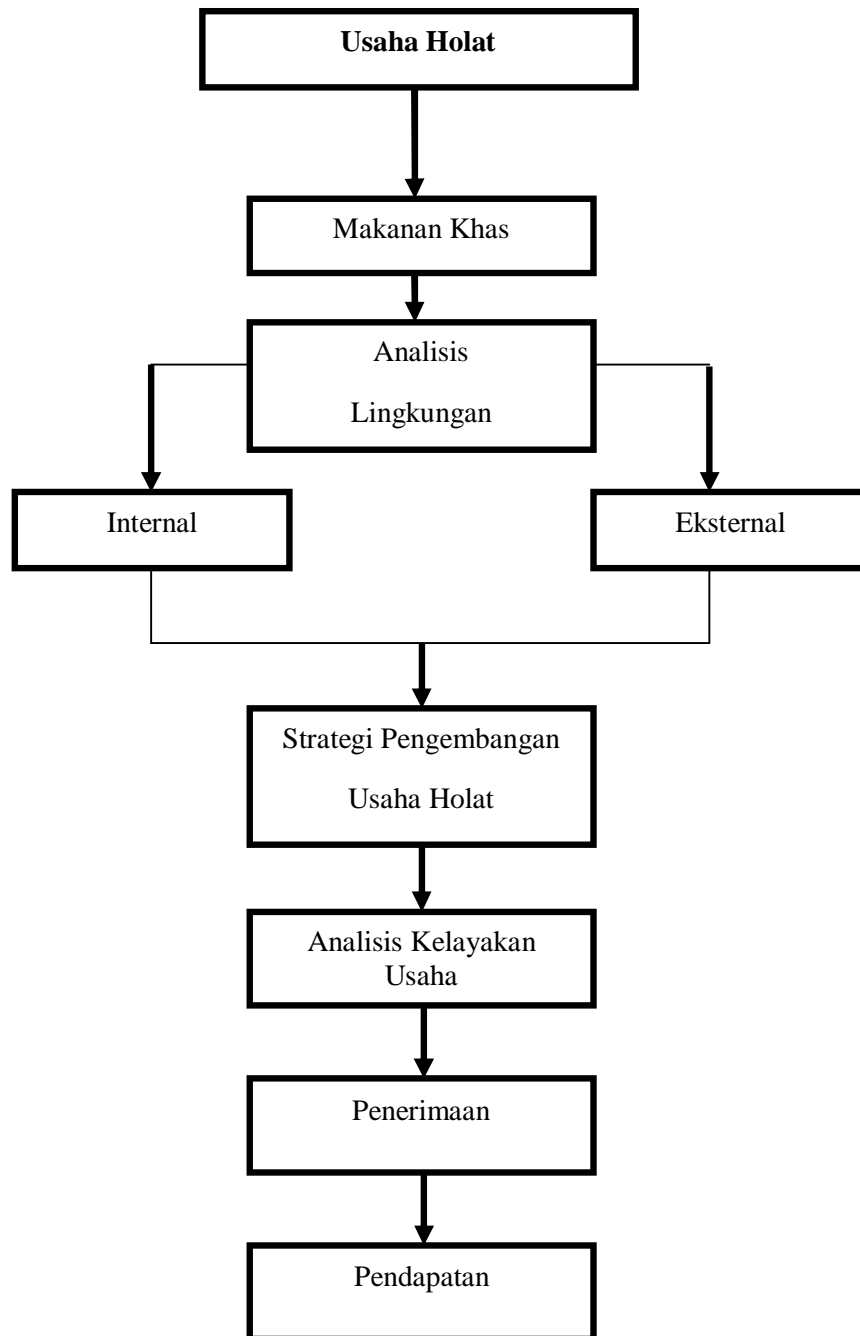 Usaha Holat
Makanan Khas
Analisis
Lingkungan
Internal
Eksternal
Strategi Pengembangan
Usaha Holat
Analisis Kelayakan
Usaha
Penerimaan
Pendapatan